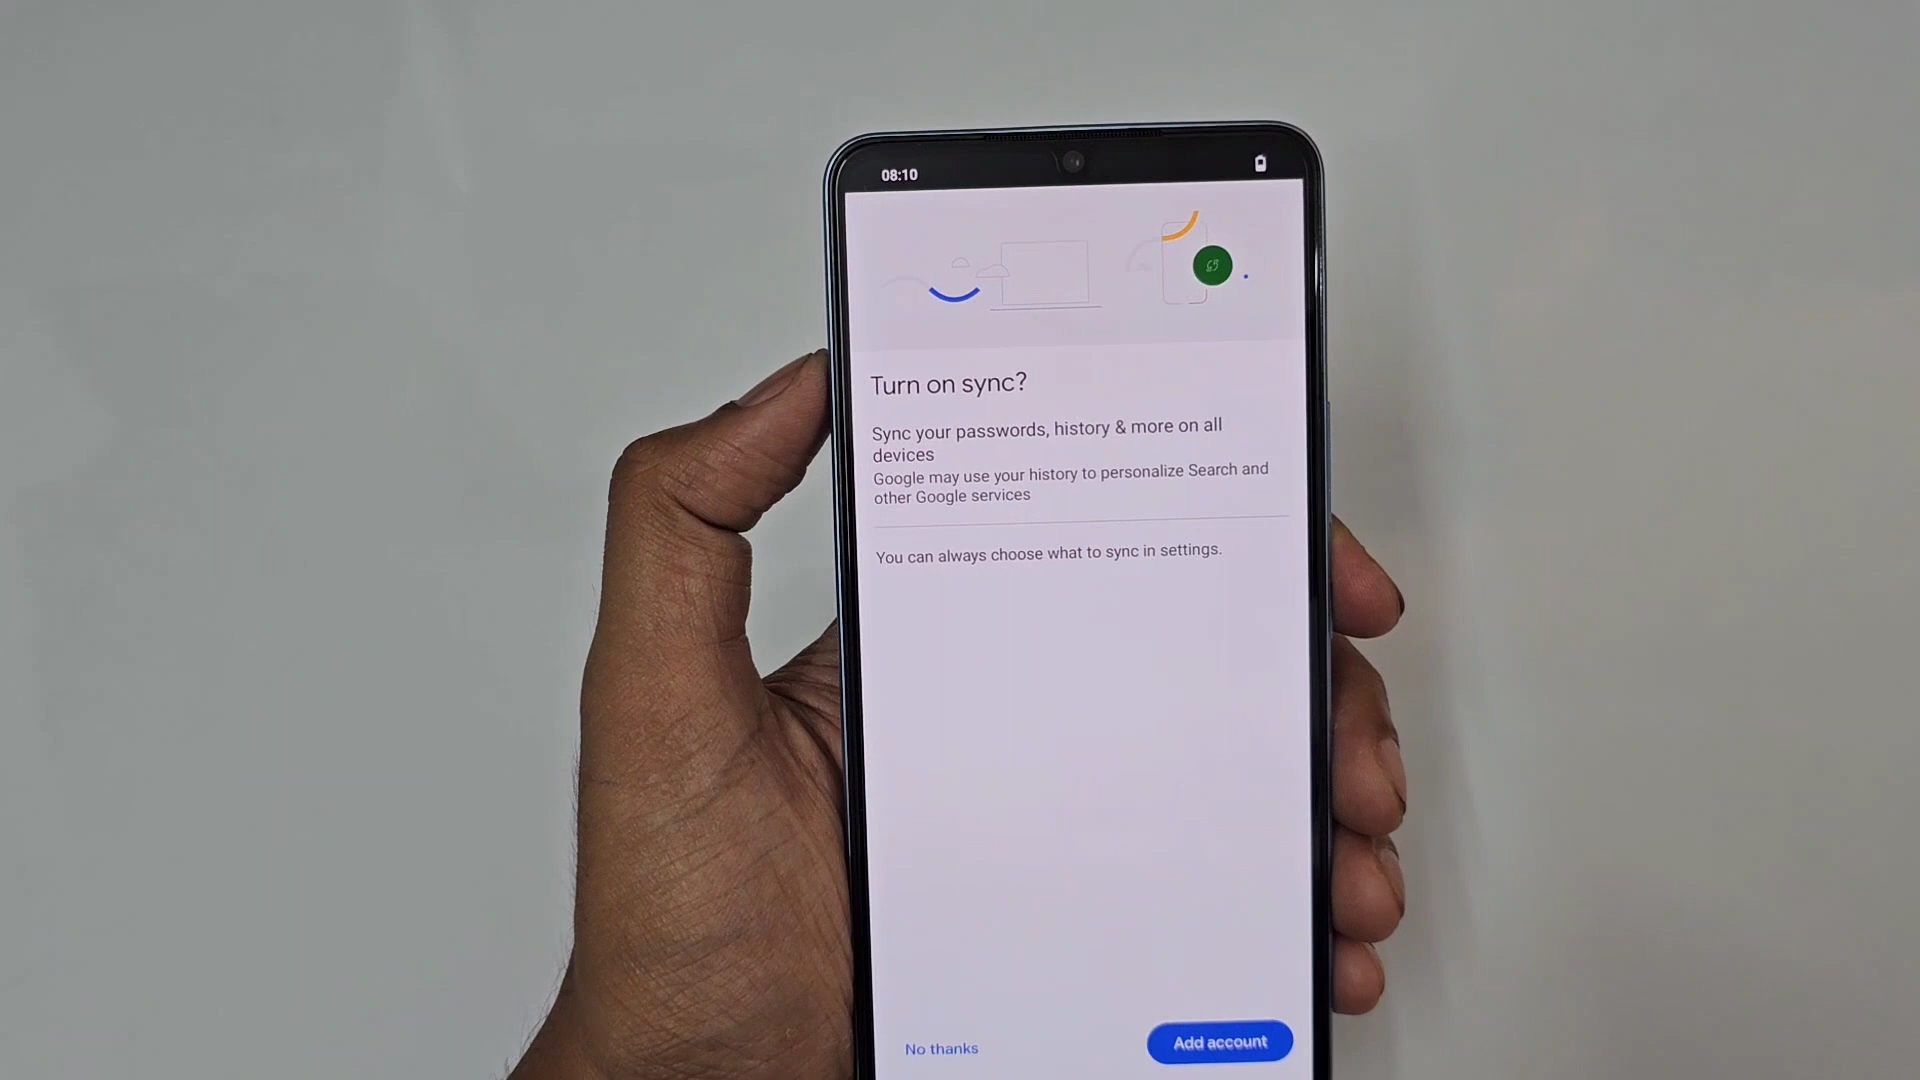 08:10
Turn on sync?
Sync your passwords, history & more on all
devices
Google may use your history to personalize Search and
other Google services
You can always choose what to sync in settings.
No thanks
Add account